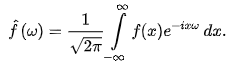 f̂ (ω) = 1/√2π ∫_{−∞}^{∞} f(x)e^{−ixω} dx.